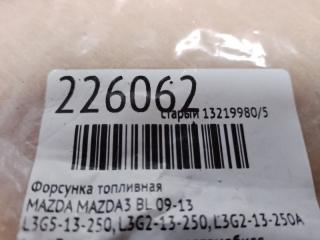 226062
старый 13219980/5
Форсунка топливная
MAZDA MAZDA3 BL 09-13
L3G5-13-250, L3G2-13-250, L3G2-13-250A